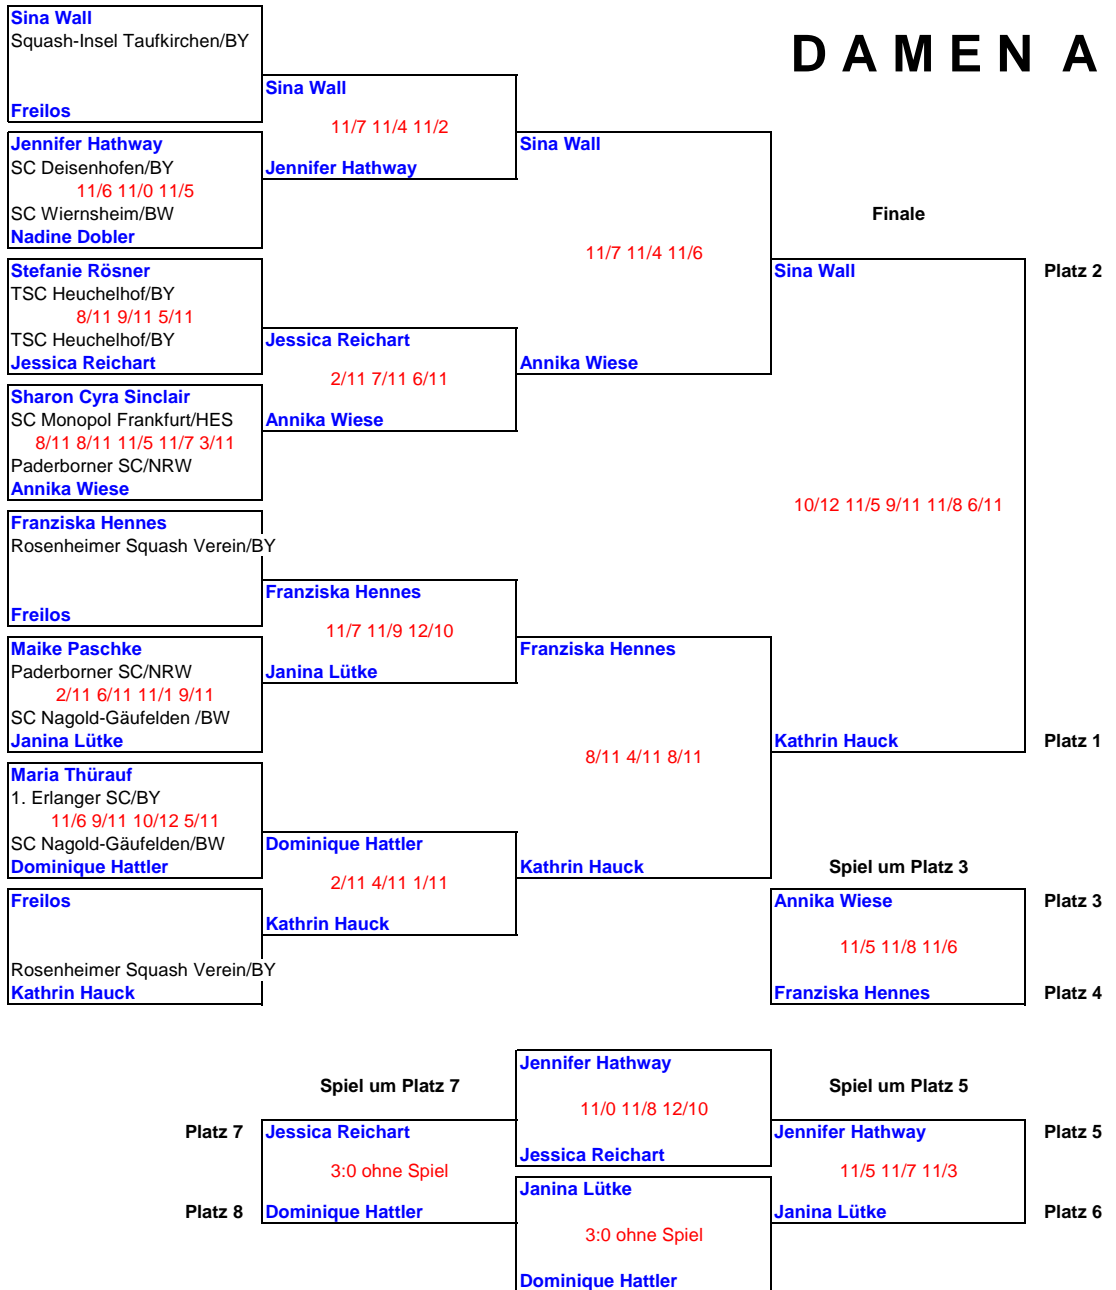 D A M E N A
Sina Wall
Squash-Insel Taufkirchen/BY
Freilos
Jennifer Hathway
SC Deisenhofen/BY
11/6 11/0 11/5
SC Wiernsheim/BW
Nadine Dobler
Stefanie Rösner
TSC Heuchelhof/BY
8/11 9/11 5/11
TSC Heuchelhof/BY
Jessica Reichart
Sharon Cyra Sinclair
SC Monopol Frankfurt/HES
8/11 8/11 11/5 11/7 3/11
Paderborner SC/NRW
Annika Wiese
Franziska Hennes
Rosenheimer Squash Verein/BY
Freilos
Maike Paschke
Paderborner SC/NRW
2/11 6/11 11/1 9/11
SC Nagold-Gäufelden /BW
Janina Lütke
Maria Thürauf
1. Erlanger SC/BY
11/6 9/11 10/12 5/11
SC Nagold-Gäufelden/BW
Dominique Hattler
Freilos
Rosenheimer Squash Verein/BY
Kathrin Hauck
Sina Wall
11/7 11/4 11/2
Jennifer Hathway
Jessica Reichart
2/11 7/11 6/11
Annika Wiese
Franziska Hennes
11/7 11/9 12/10
Janina Lütke
Dominique Hattler
2/11 4/11 1/11
Kathrin Hauck
Sina Wall
11/7 11/4 11/6
Annika Wiese
Franziska Hennes
8/11 4/11 8/11
Kathrin Hauck
Finale
Sina Wall
Platz 2
10/12 11/5 9/11 11/8 6/11
Kathrin Hauck
Platz 1
Spiel um Platz 3
Annika Wiese
Platz 3
11/5 11/8 11/6
Franziska Hennes
Platz 4
Spiel um Platz 7
Platz 7
Jessica Reichart
3:0 ohne Spiel
Platz 8
Dominique Hattler
Jennifer Hathway
11/0 11/8 12/10
Jessica Reichart
Janina Lütke
3:0 ohne Spiel
Dominique Hattler
Spiel um Platz 5
Jennifer Hathway
Platz 5
11/5 11/7 11/3
Janina Lütke
Platz 6